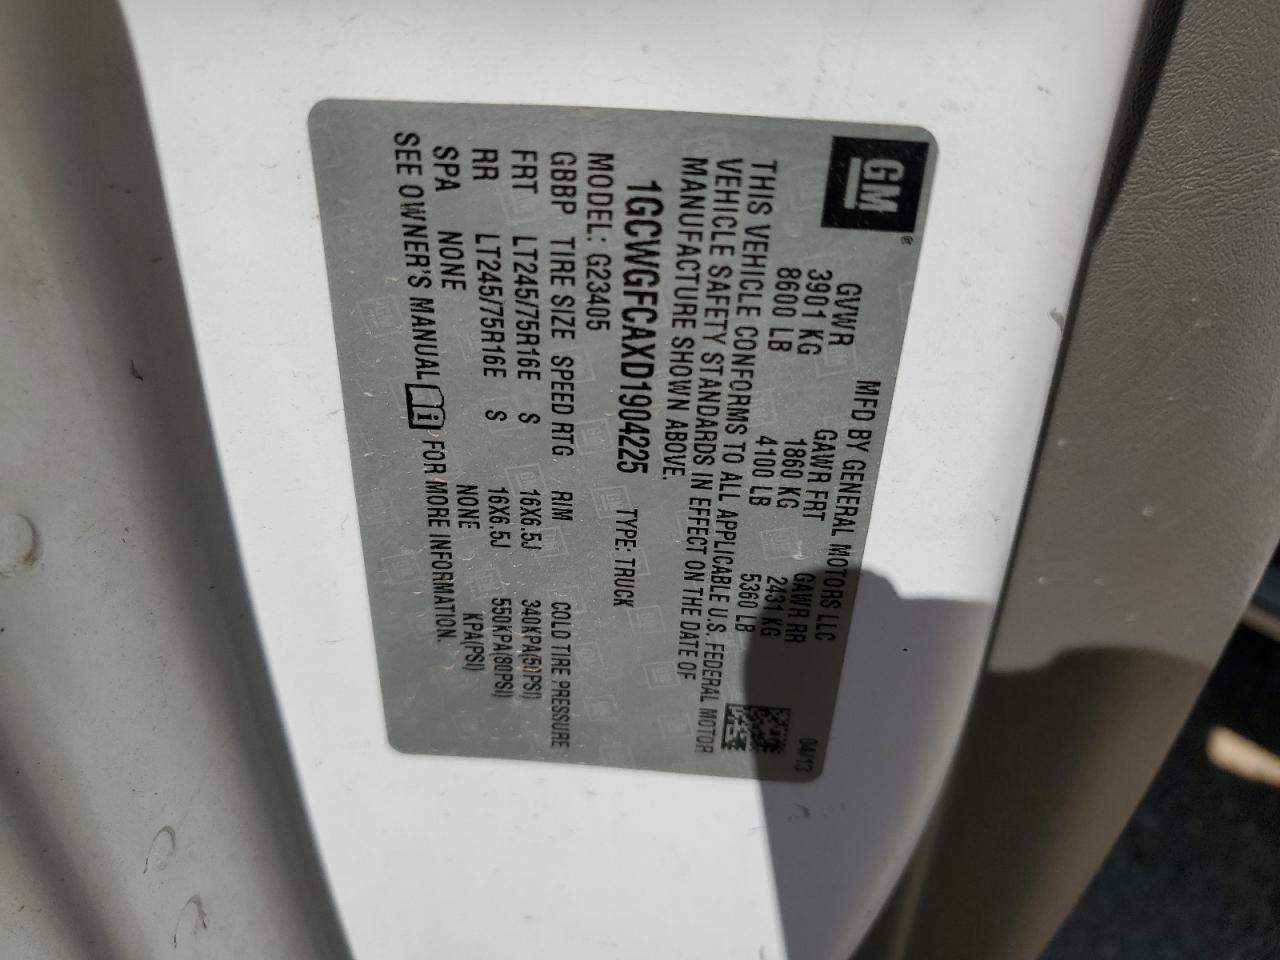 GM ®
MFD BY GENERAL MOTORS LLC 04/13
GVWR GAWR FRT GAWR RR
3901 KG 1860 KG 2431 KG
8600 LB 4100 LB 5360 LB
THIS VEHICLE CONFORMS TO ALL APPLICABLE U.S. FEDERAL MOTOR
VEHICLE SAFETY STANDARDS IN EFFECT ON THE DATE OF
MANUFACTURE SHOWN ABOVE.
1GCWGFCAXD1904225 TYPE: TRUCK
MODEL: G23405
GBBP TIRE SIZE SPEED RTG RIM COLD TIRE PRESSURE
FRT LT245/75R16E S 16X6.5J 340KPA(50PSI)
RR LT245/75R16E S 16X6.5J 550KPA(80PSI)
SPA NONE NONE KPA(PSI)
SEE OWNER'S MANUAL i FOR MORE INFORMATION.